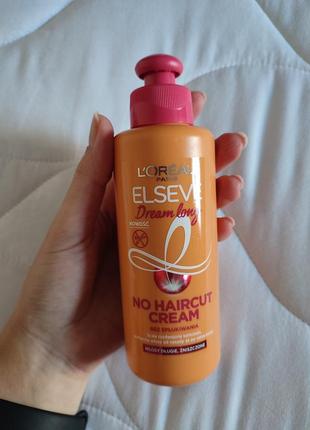 L'ORÉAL
PARIS
ELSEVE
Dream long
NOWOŚĆ
NO HAIRCUT
CREAM
BEZ SPŁUKIWANIA
WŁOSY DŁUGIE, ZNISZCZONE